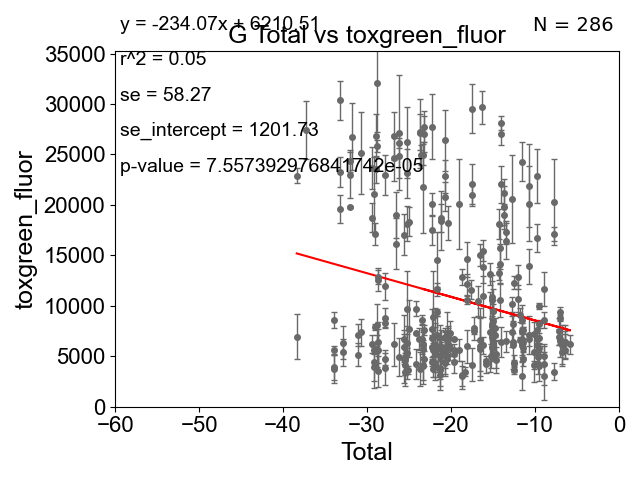 y = -234.07x + 6210.51
N = 286
G Total vs toxgreen_fluor
r^2 = 0.05
se = 58.27
se_intercept = 1201.73
p-value = 7.557392976841742e-05
35000
30000
25000
20000
15000
10000
5000
0
toxgreen_fluor
−60 −50 −40 −30 −20 −10 0
Total